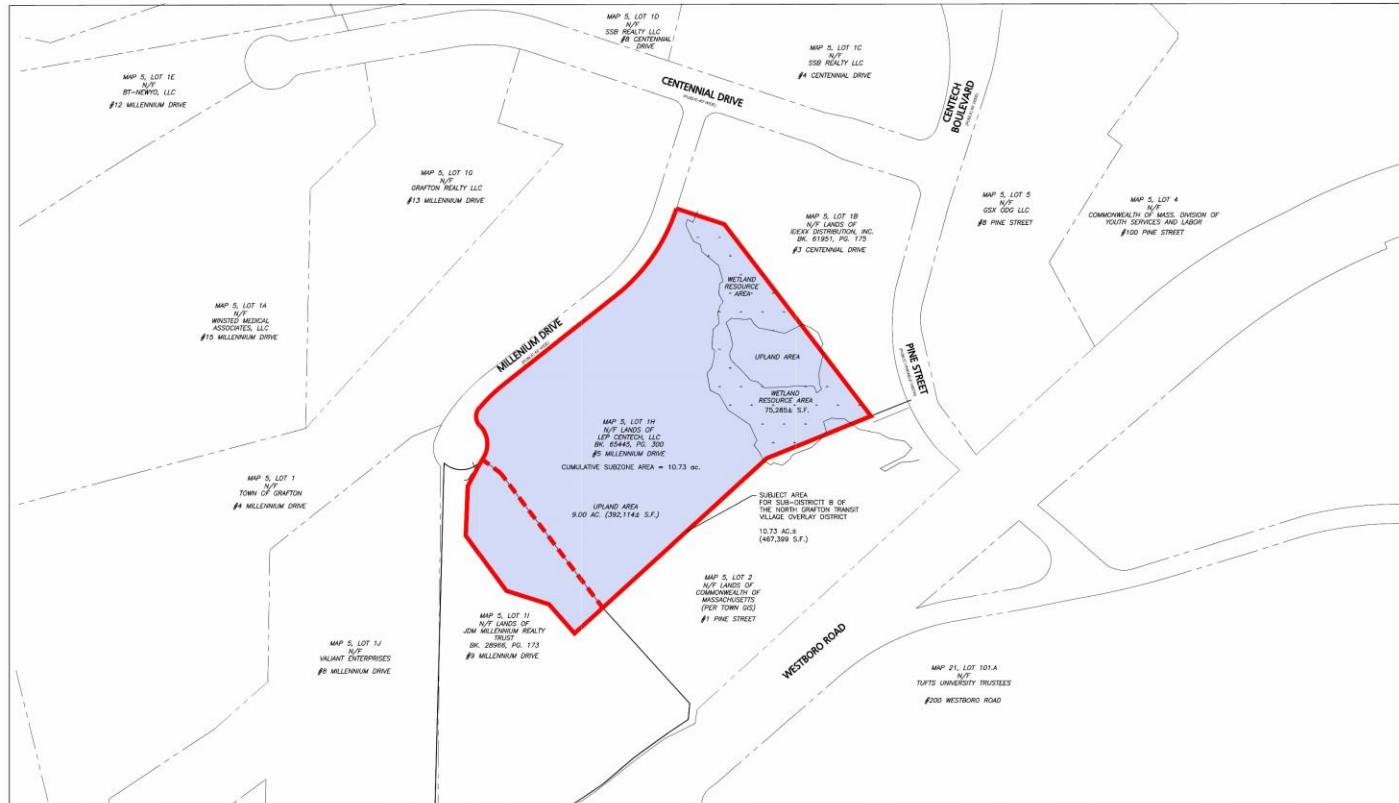 MAP 5, LOT 1D
N/F
SSB REALTY LLC
#8 CENTENNIAL
DRIVE
MAP 5, LOT 1C
N/F
SSB REALTY LLC
#4 CENTENNIAL DRIVE
MAP 5, LOT 1E
N/F
BT-NEWYO, LLC
#12 MILLENNIUM DRIVE
CENTENNIAL DRIVE
CENTECH
BOULEVARD
MAP 5, LOT 1G
N/F
GRAFTON REALTY LLC
#13 MILLENNIUM DRIVE
MAP 5, LOT 5
N/F
GSX ODG LLC
#8 PINE STREET
MAP 5, LOT 4
N/F
COMMONWEALTH OF MASS. DIVISION OF
YOUTH SERVICES AND LABOR
#100 PINE STREET
MAP 5, LOT 1B
N/F LANDS OF
IDEXX DISTRIBUTION, INC.
BK. 61951, PG. 175
#3 CENTENNIAL DRIVE
WETLAND
RESOURCE
AREA
MAP 5, LOT 1A
N/F
WINSTED MEDICAL
ASSOCIATES, LLC
#15 MILLENNIUM DRIVE
MILLENIUM DRIVE
UPLAND AREA
PINE STREET
WETLAND
RESOURCE AREA
75,285± S.F.
MAP 5, LOT 1H
N/F LANDS OF
LEP CENTECH, LLC
BK. 65445, PG. 300
#5 MILLENNIUM DRIVE
CUMULATIVE SUBZONE AREA = 10.73 ac.
MAP 5, LOT 1
N/F
TOWN OF GRAFTON
#4 MILLENNIUM DRIVE
UPLAND AREA
9.00 AC. (392,114± S.F.)
SUBJECT AREA
FOR SUB-DISTRICTT B OF
THE NORTH GRAFTON TRANSIT
VILLAGE OVERLAY DISTRICT
10.73 AC.±
(467,399 S.F.)
MAP 5, LOT 2
N/F LANDS OF
COMMONWEALTH OF
MASSACHUSETTS
(PER TOWN GIS)
#1 PINE STREET
MAP 5, LOT 1I
N/F LANDS OF
JDM MILLENNIUM REALTY
TRUST
BK. 28966, PG. 173
#9 MILLENNIUM DRIVE
MAP 5, LOT 1J
N/F
VALIANT ENTERPRISES
#8 MILLENNIUM DRIVE
WESTBORO ROAD
MAP 21, LOT 101.A
N/F
TUFTS UNIVERSITY TRUSTEES
#200 WESTBORO ROAD